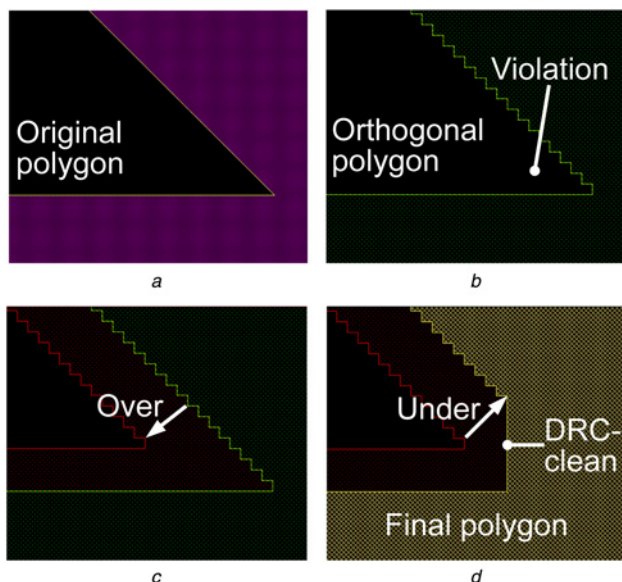 Original
polygon
a
Violation
Orthogonal
polygon
b
Over
c
Under
DRC-
clean
Final polygon
d